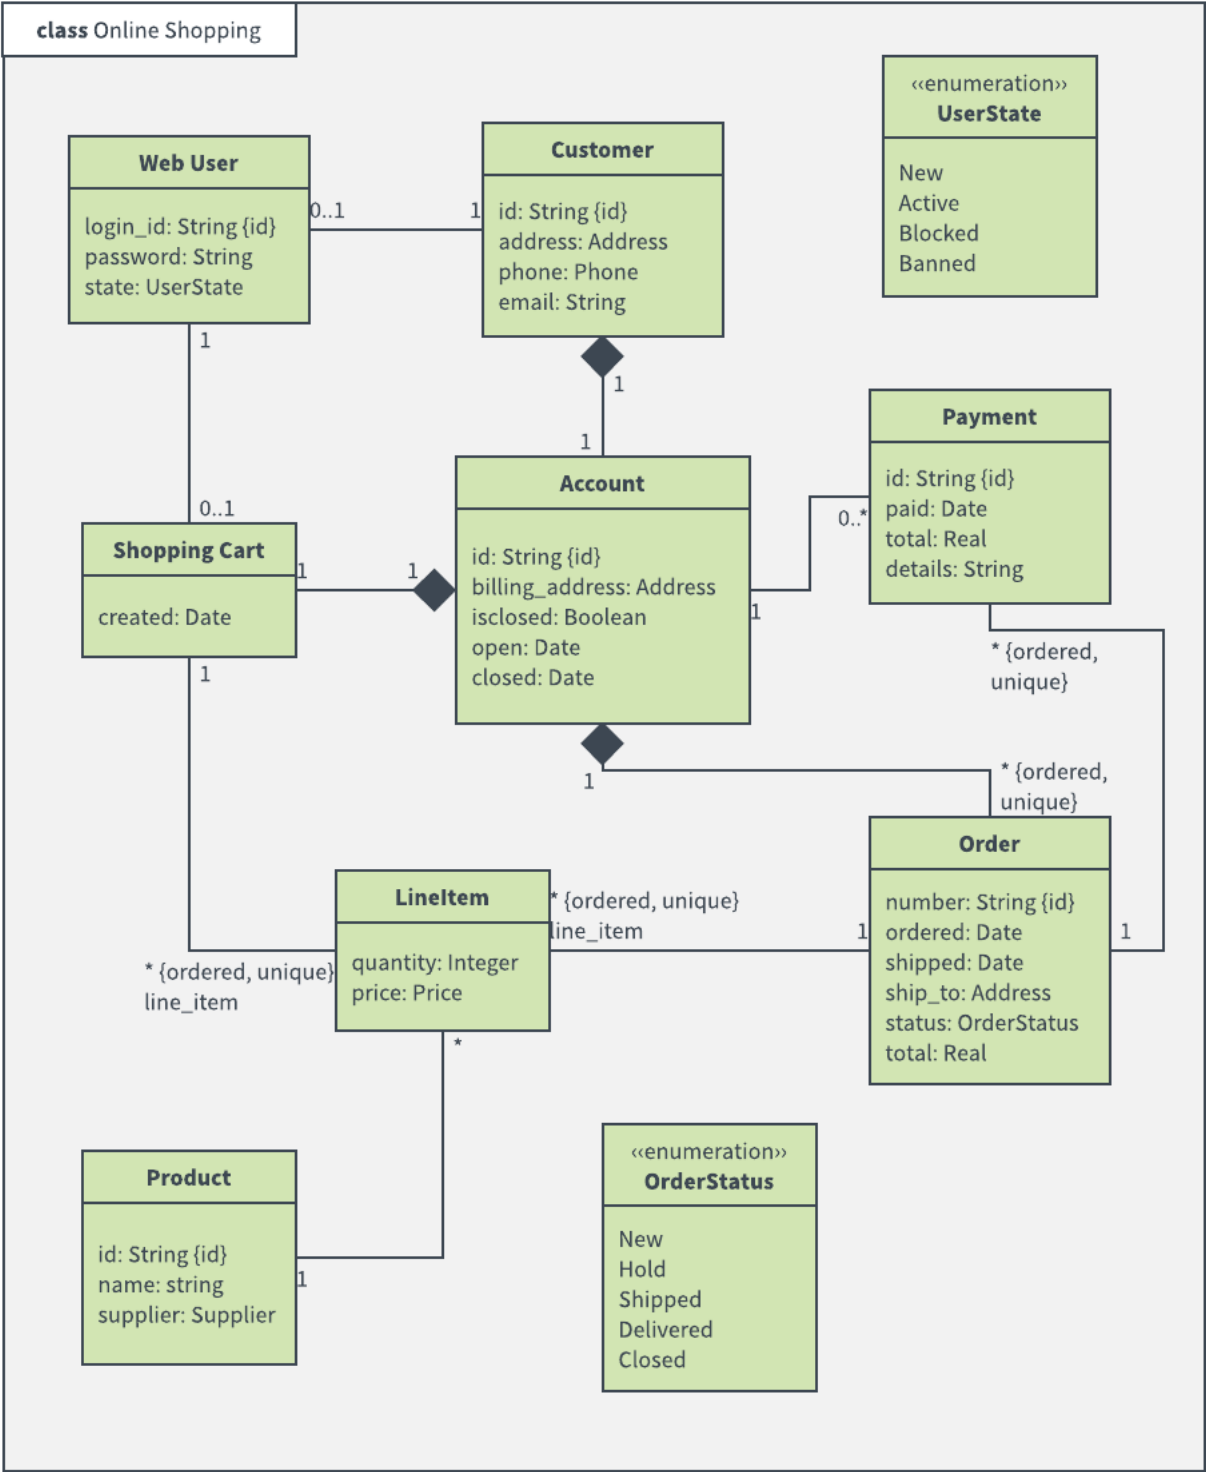 class Online Shopping
‹‹enumeration››
UserState
New
Active
Blocked
Banned
Web User
login_id: String {id}
password: String
state: UserState
0..1
1
Customer
id: String {id}
address: Address
phone: Phone
email: String
1
0..1
1
1
Payment
id: String {id}
paid: Date
total: Real
details: String
Account
id: String {id}
billing_address: Address
isclosed: Boolean
open: Date
closed: Date
0..*
1
Shopping Cart
created: Date
1
1
1
* {ordered,
unique}
1
* {ordered,
unique}
Order
number: String {id}
ordered: Date
shipped: Date
ship_to: Address
status: OrderStatus
total: Real
1
LineItem
quantity: Integer
price: Price
* {ordered, unique}
line_item
1
* {ordered, unique}
line_item
*
Product
id: String {id}
name: string
supplier: Supplier
1
‹‹enumeration››
OrderStatus
New
Hold
Shipped
Delivered
Closed